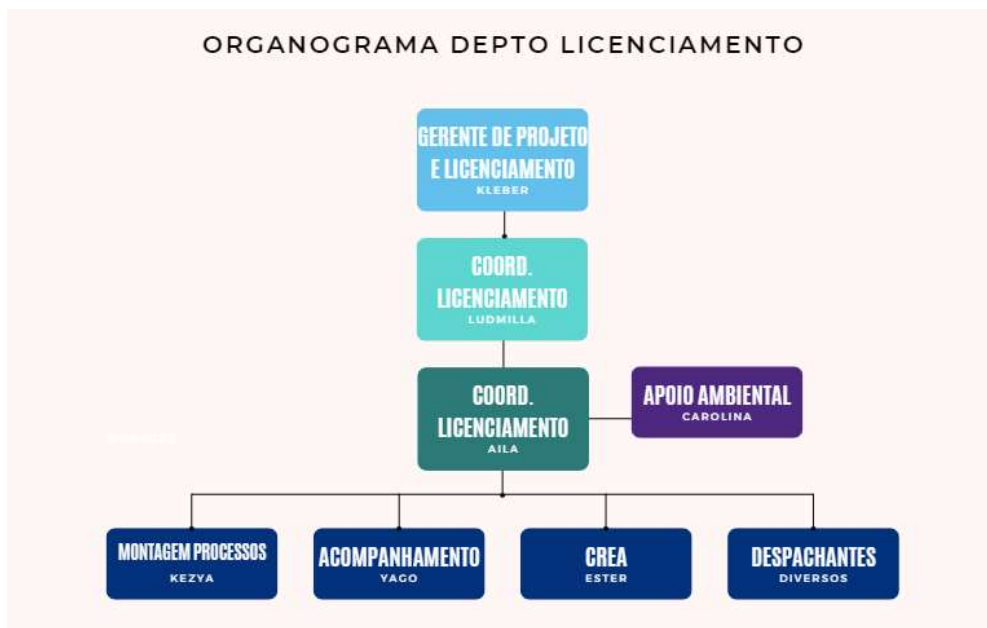 ORGANOGRAMA DEPTO LICENCIAMENTO
GERENTE DE PROJETO
E LICENCIAMENTO
KLEBER
COORD.
LICENCIAMENTO
LUDMILLA
COORD.
LICENCIAMENTO
AILA
APOIO AMBIENTAL
CAROLINA
MONTAGEM PROCESSOS
KEZYA
ACOMPANHAMENTO
YAGO
CREA
ESTER
DESPACHANTES
DIVERSOS